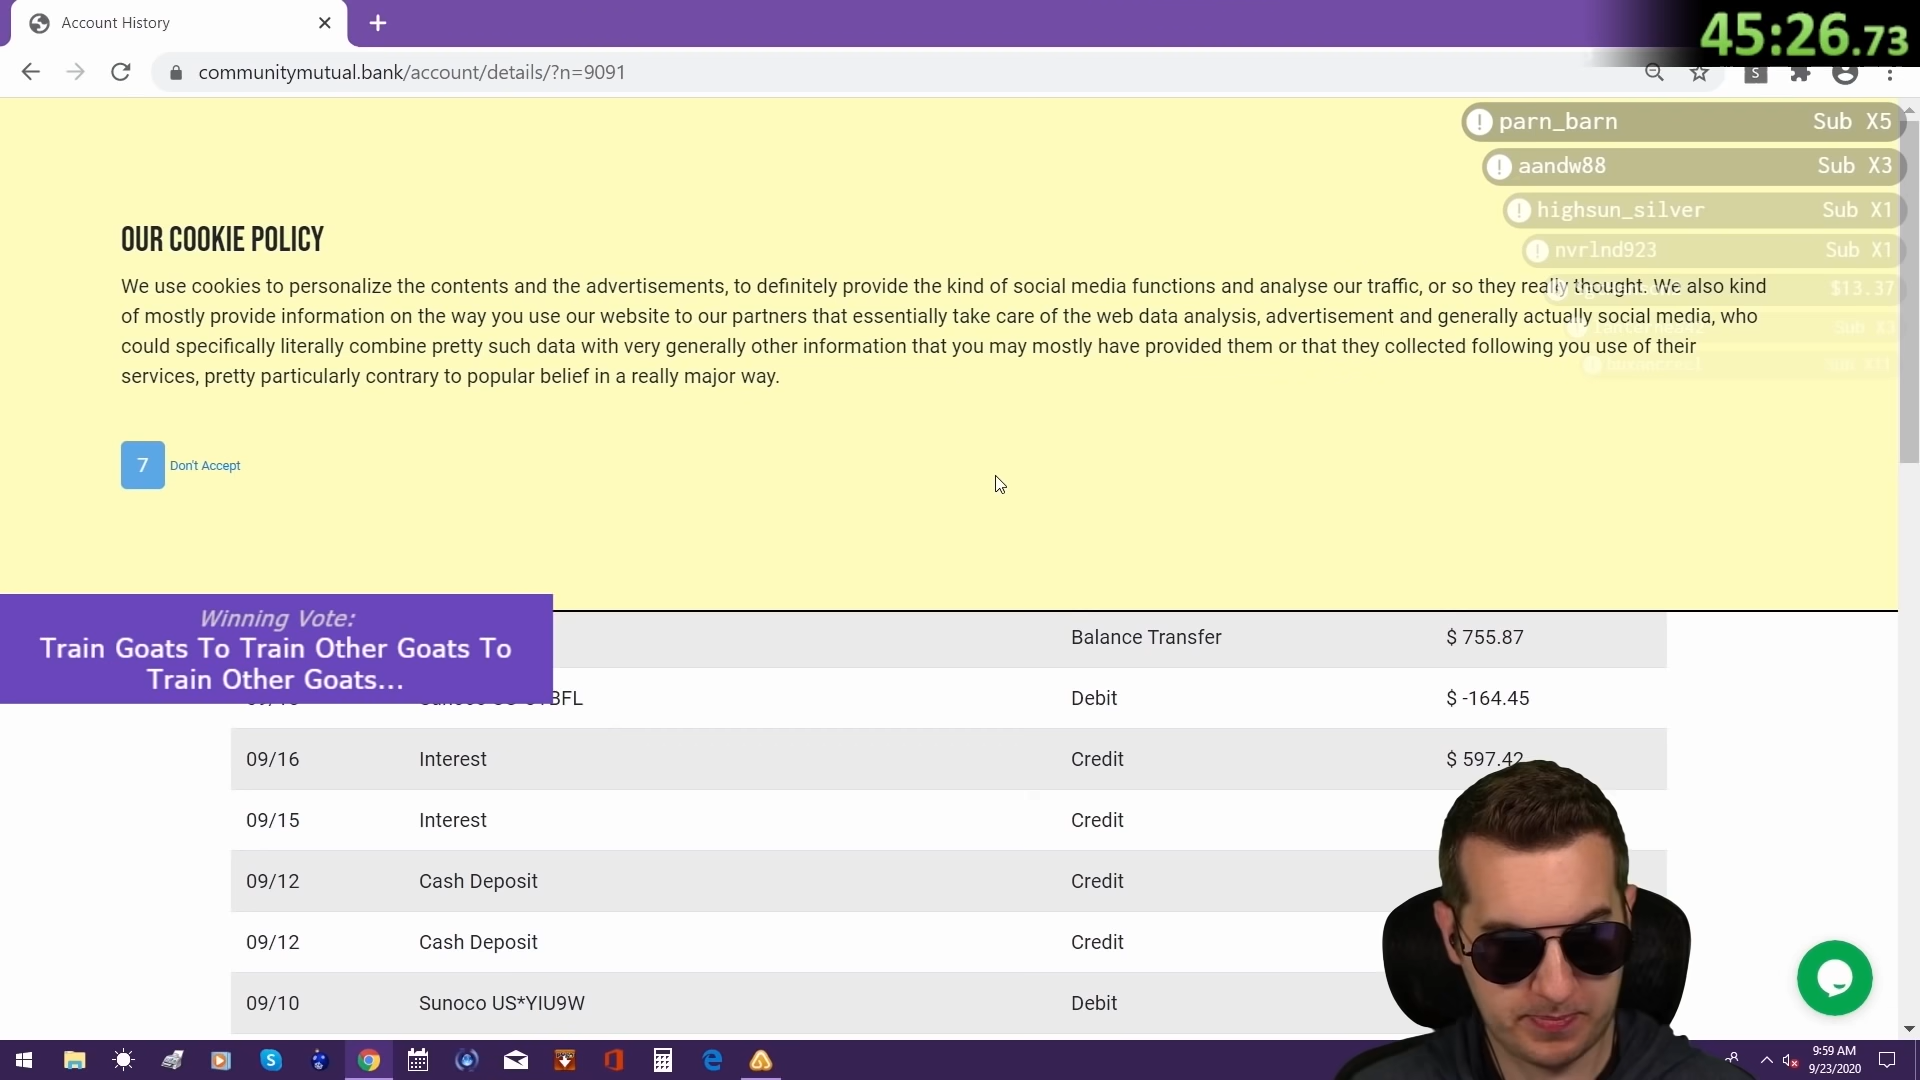 Account History
45:26.73
communitymutual.bank/account/details/?n=9091
S
parn_barn Sub X5
aandw88 Sub X3
highsun_silver Sub X1
nvrlnd923 Sub X1
$13.37
OUR COOKIE POLICY
We use cookies to personalize the contents and the advertisements, to definitely provide the kind of social media functions and analyse our traffic, or so they really thought. We also kind
of mostly provide information on the way you use our website to our partners that essentially take care of the web data analysis, advertisement and generally actually social media, who
could specifically literally combine pretty such data with very generally other information that you may mostly have provided them or that they collected following you use of their
services, pretty particularly contrary to popular belief in a really major way.
7 Don't Accept
Winning Vote:
Train Goats To Train Other Goats To
Train Other Goats...
Balance Transfer $ 755.87
Debit $ -164.45
09/16 Interest Credit $ 597.42
09/15 Interest Credit
09/12 Cash Deposit Credit
09/12 Cash Deposit Credit
09/10 Sunoco US*YIU9W Debit
9:59 AM
9/23/2020